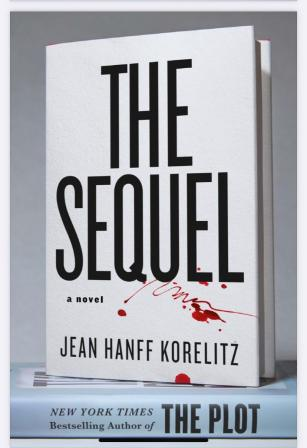 THE
SEQUEL
a novel
JEAN HANFF KORELITZ
NEW YORK TIMES
Bestselling Author of THE PLOT